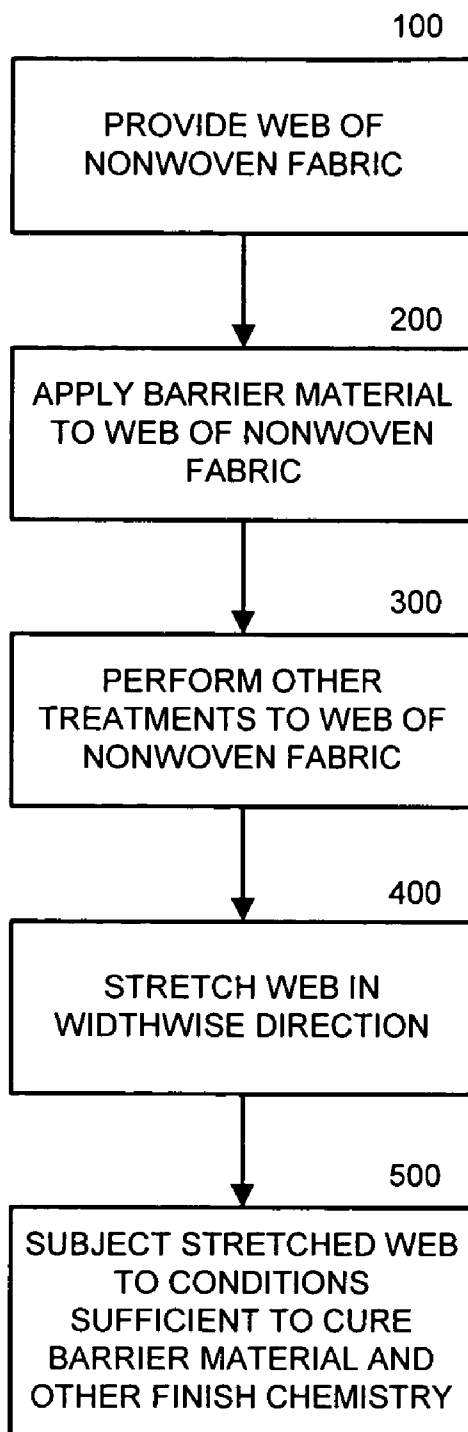 100
PROVIDE WEB OF
NONWOVEN FABRIC
200
APPLY BARRIER MATERIAL
TO WEB OF NONWOVEN
FABRIC
300
PERFORM OTHER
TREATMENTS TO WEB OF
NONWOVEN FABRIC
400
STRETCH WEB IN
WIDTHWISE DIRECTION
500
SUBJECT STRETCHED WEB
TO CONDITIONS
SUFFICIENT TO CURE
BARRIER MATERIAL AND
OTHER FINISH CHEMISTRY